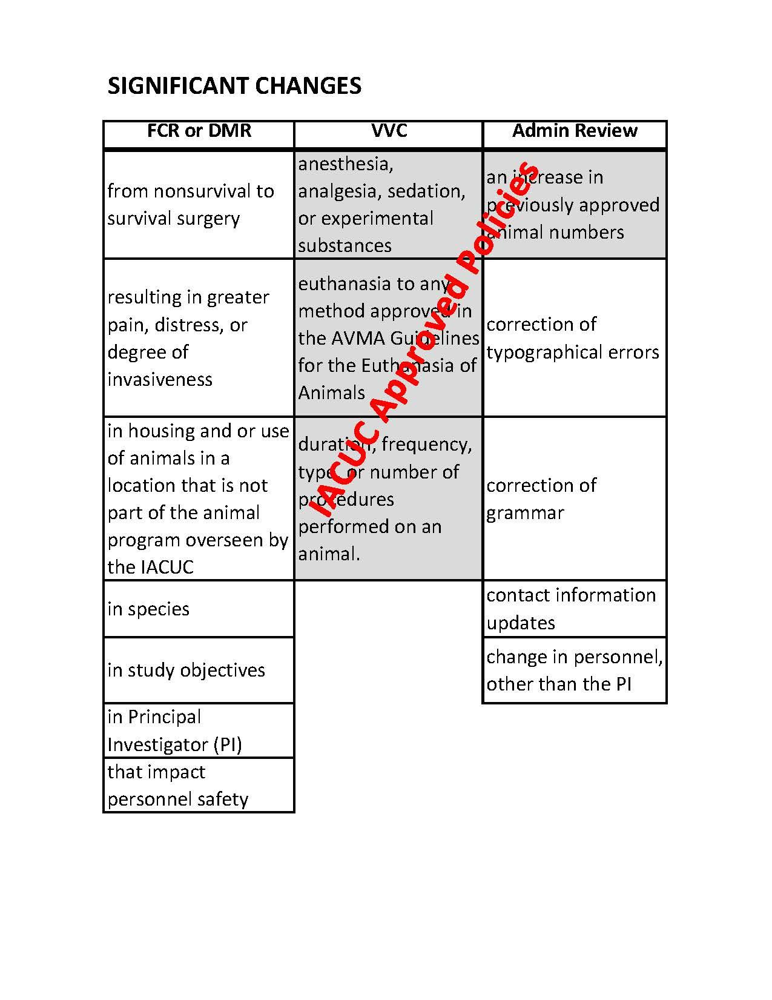 SIGNIFICANT CHANGES
FCR or DMR
VVC
Admin Review
from nonsurvival to
survival surgery
anesthesia,
analgesia, sedation,
or experimental
substances
an increase in
previously approved
animal numbers
resulting in greater
pain, distress, or
degree of
invasiveness
euthanasia to any
method approved in
the AVMA Guidelines
for the Euthanasia of
Animals
correction of
typographical errors
in housing and or use
of animals in a
location that is not
part of the animal
program overseen by
the IACUC
duration, frequency,
type, or number of
procedures
performed on an
animal.
correction of
grammar
in species
contact information
updates
in study objectives
change in personnel,
other than the PI
in Principal
Investigator (PI)
that impact
personnel safety
IACUC Approved Policies